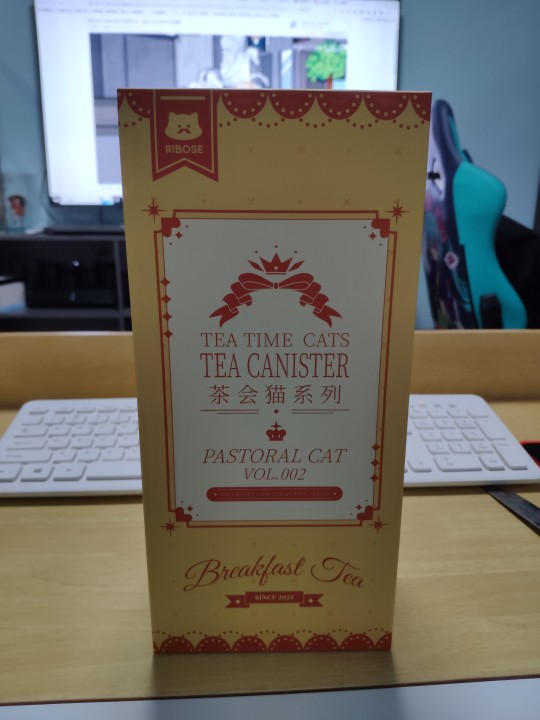 RIBOSE
TEA TIME CATS
TEA CANISTER
茶会猫系列
PASTORAL CAT
VOL.002
Breakfast Tea
SINCE 2021